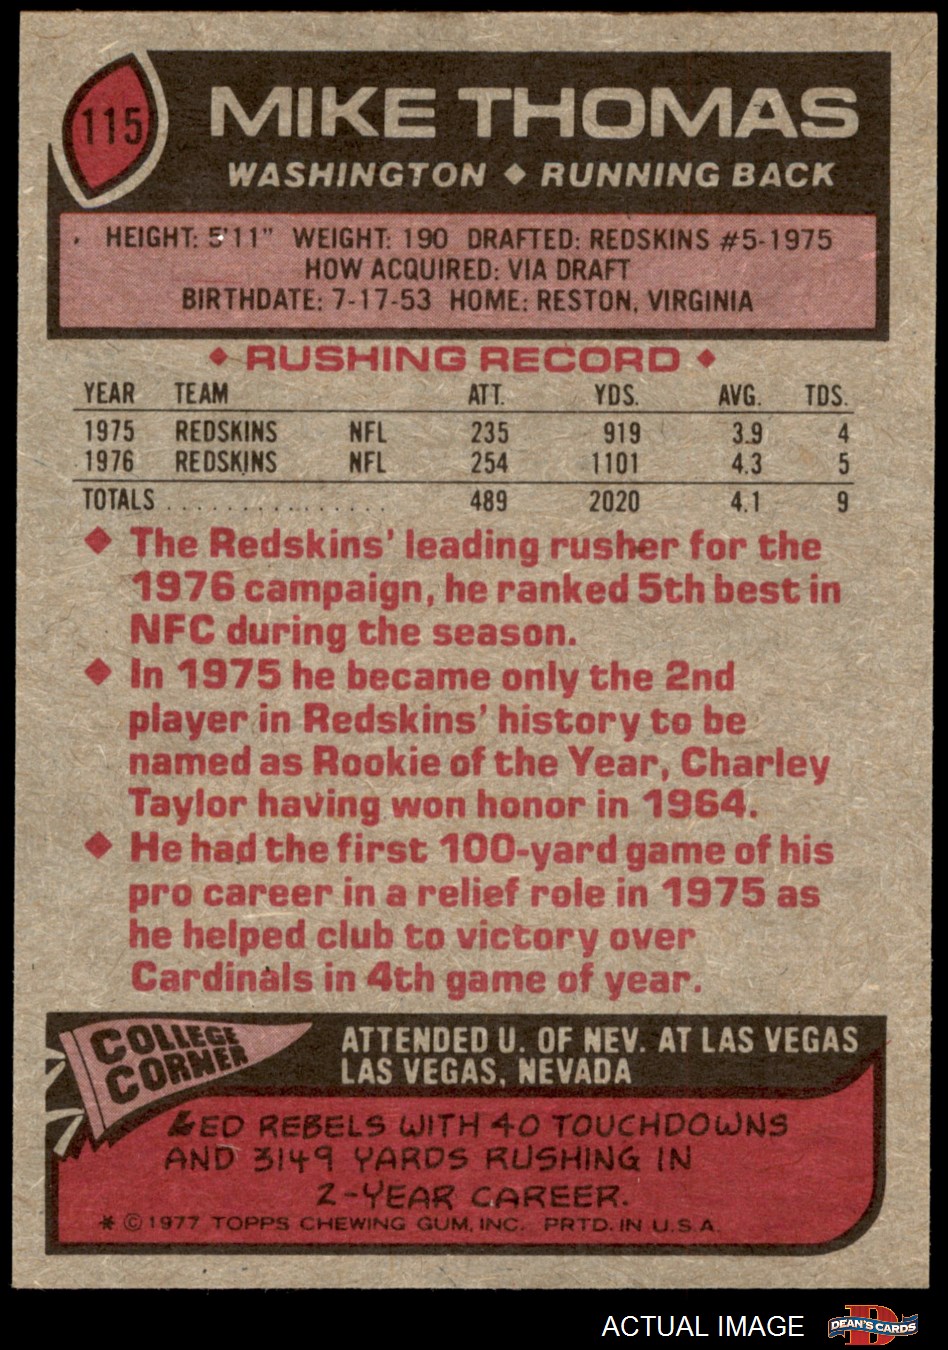 115
MIKE THOMAS
WASHINGTON ◆ RUNNING BACK
HEIGHT: 5'11" WEIGHT: 190 DRAFTED: REDSKINS #5-1975
HOW ACQUIRED: VIA DRAFT
BIRTHDATE: 7-17-53 HOME: RESTON, VIRGINIA
◆ RUSHING RECORD ◆
YEAR TEAM ATT. YDS. AVG. TDS.
1975 REDSKINS NFL 235 919 3.9 4
1976 REDSKINS NFL 254 1101 4.3 5
TOTALS . . . . . . . . . . . . . . . 489 2020 4.1 9
◆ The Redskins' leading rusher for the
1976 campaign, he ranked 5th best in
NFC during the season.
◆ In 1975 he became only the 2nd
player in Redskins' history to be
named as Rookie of the Year, Charley
Taylor having won honor in 1964.
◆ He had the first 100-yard game of his
pro career in a relief role in 1975 as
he helped club to victory over
Cardinals in 4th game of year.
COLLEGE
CORNER
ATTENDED U. OF NEV. AT LAS VEGAS
LAS VEGAS, NEVADA
LED REBELS WITH 40 TOUCHDOWNS
AND 3149 YARDS RUSHING IN
2-YEAR CAREER.
* © 1977 TOPPS CHEWING GUM, INC. PRTD. IN U.S.A.
ACTUAL IMAGE
D
DEAN'S CARDS